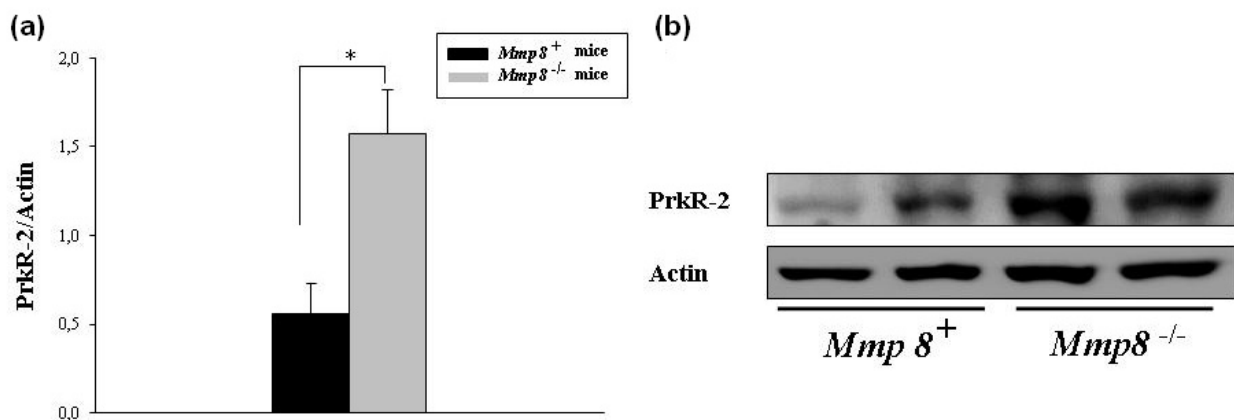 (a)
PrkR-2/Actin
2,0
1,5
1,0
0,5
0,0
*
Mmp8+ mice
Mmp8-/- mice
(b)
PrkR-2
Actin
Mmp 8+
Mmp8 -/-